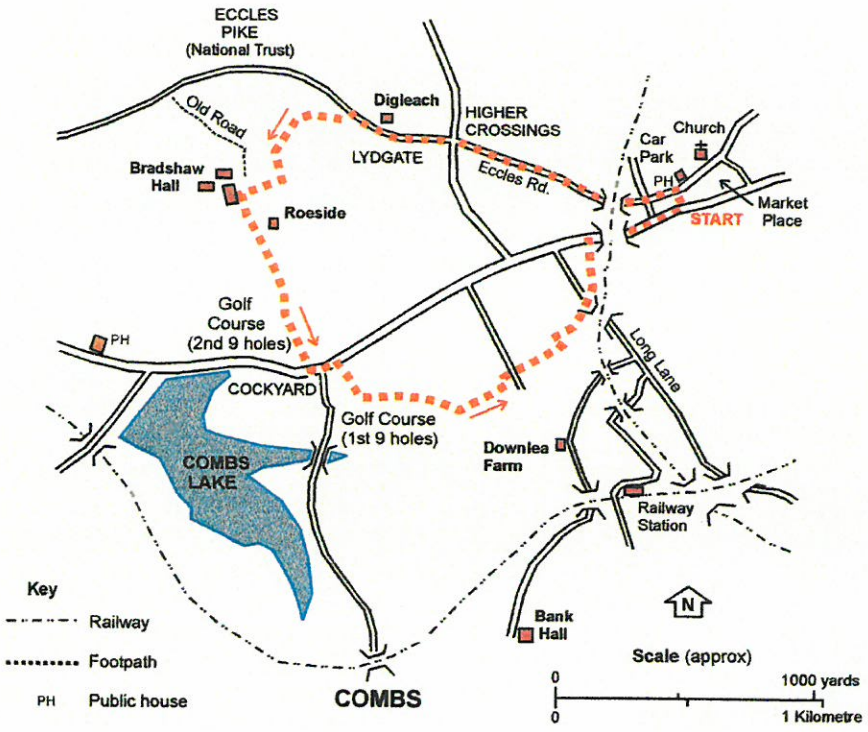 ECCLES
PIKE
(National Trust)
Old Road
Digleach
HIGHER
CROSSINGS
LYDGATE
Eccles Rd.
Car
Park
Church
PH
Market
Place
START
Bradshaw
Hall
Roeside
Golf
Course
(2nd 9 holes)
PH
COCKYARD
Golf Course
(1st 9 holes)
Long Lane
COMBS
LAKE
Downlea
Farm
Railway
Station
Bank
Hall
COMBS
Key
Railway
Footpath
PH Public house
N
Scale (approx)
0 1000 yards
0 1 Kilometre